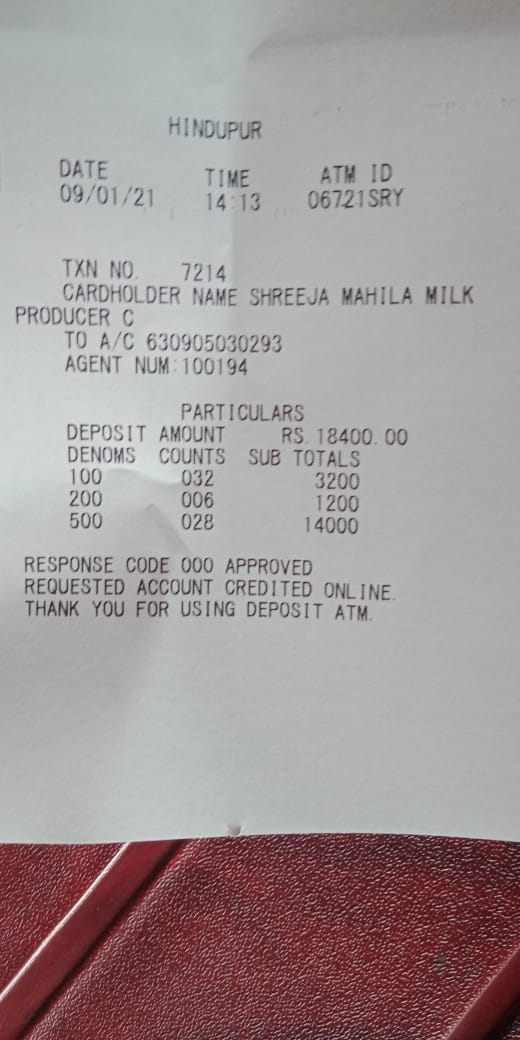 HINDUPUR
DATE TIME ATM ID
09/01/21 14:13 06721SRY
TXN NO. 7214
CARDHOLDER NAME SHREEJA MAHILA MILK
PRODUCER C
TO A/C 630905030293
AGENT NUM:100194
PARTICULARS
DEPOSIT AMOUNT RS.18400.00
DENOMS COUNTS SUB TOTALS
100 032 3200
200 006 1200
500 028 14000
RESPONSE CODE 000 APPROVED
REQUESTED ACCOUNT CREDITED ONLINE.
THANK YOU FOR USING DEPOSIT ATM.